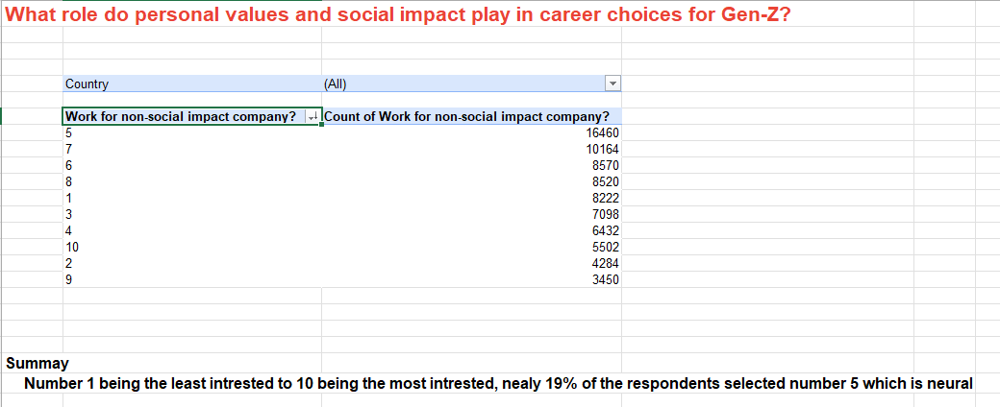 What role do personal values and social impact play in career choices for Gen-Z?
Country (All)
Work for non-social impact company? Count of Work for non-social impact company?
5 16460
7 10164
6 8570
8 8520
1 8222
3 7098
4 6432
10 5502
2 4284
9 3450
Summay
Number 1 being the least intrested to 10 being the most intrested, nealy 19% of the respondents selected number 5 which is neural